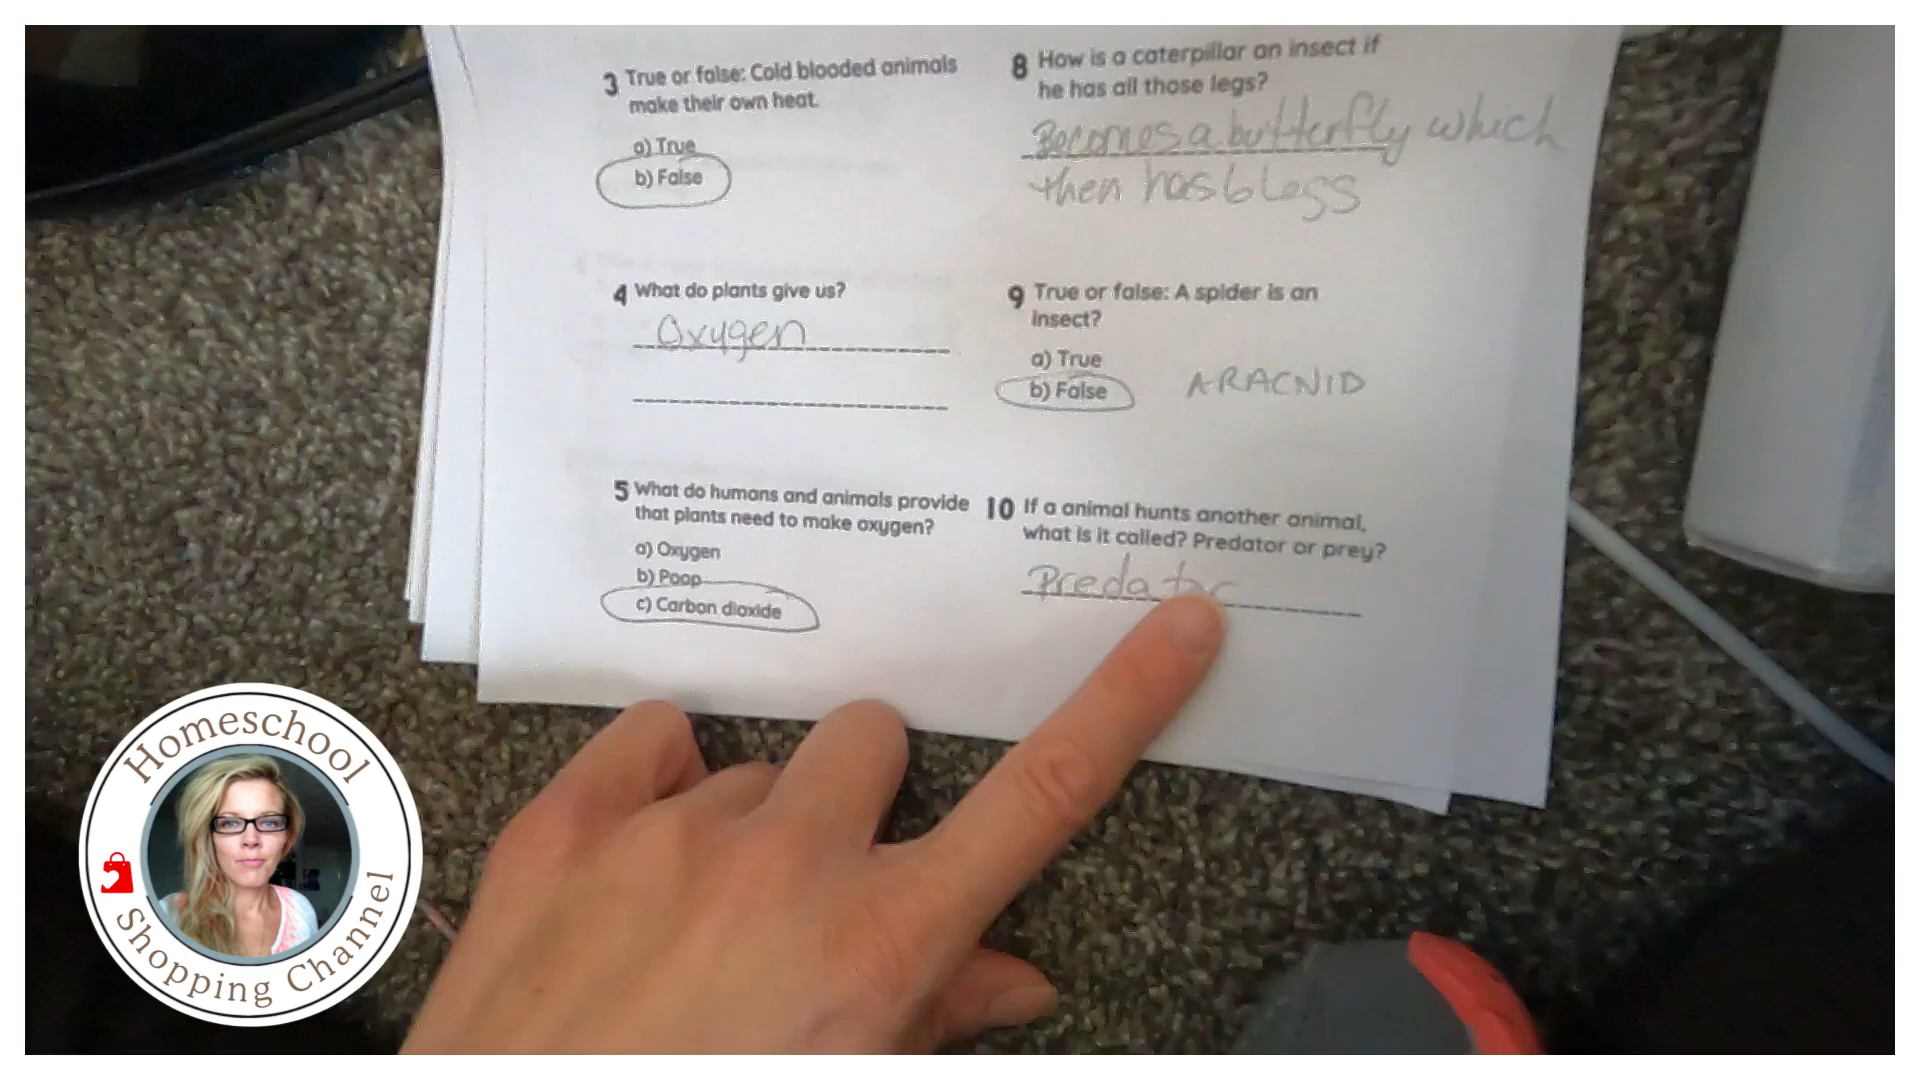 3 True or false: Cold blooded animals
make their own heat.
a) True
b) False
4 What do plants give us?
Oxygen
5 What do humans and animals provide
that plants need to make oxygen?
a) Oxygen
b) Poop
c) Carbon dioxide
8 How is a caterpillar an insect if
he has all those legs?
Becomes a butterfly which
then has 6 legs
9 True or false: A spider is an
insect?
a) True
b) False
ARACNID
10 If a animal hunts another animal,
what is it called? Predator or prey?
Predator
Homeschool
Shopping Channel